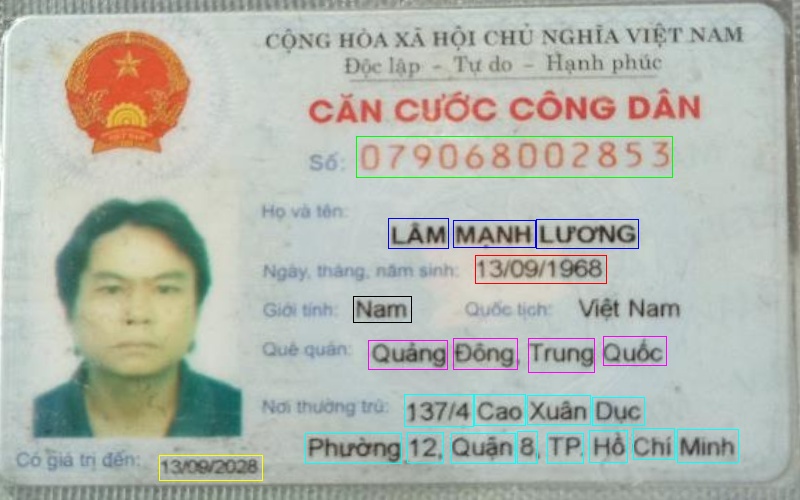 CỘNG HÒA XÃ HỘI CHỦ NGHĨA VIỆT NAM
Độc lập - Tự do - Hạnh phúc
CĂN CƯỚC CÔNG DÂN
Số: 079068002853
Họ và tên:
LÂM MẠNH LƯƠNG
Ngày, tháng, năm sinh: 13/09/1968
Giới tính: Nam Quốc tịch: Việt Nam
Quê quán: Quảng Đông, Trung Quốc
Nơi thường trú: 137/4 Cao Xuân Dục
Phường 12, Quận 8, TP. Hồ Chí Minh
Có giá trị đến: 13/09/2028